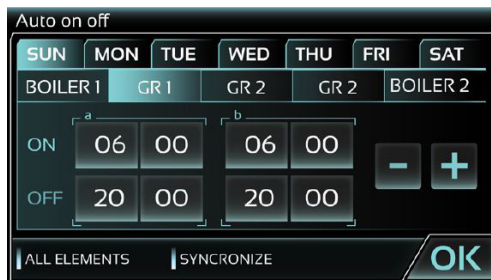 Auto on off
SUN MON TUE WED THU FRI SAT
BOILER 1 GR 1 GR 2 GR 2 BOILER 2
a b
ON 06 00 06 00 - +
OFF 20 00 20 00
ALL ELEMENTS SYNCRONIZE OK